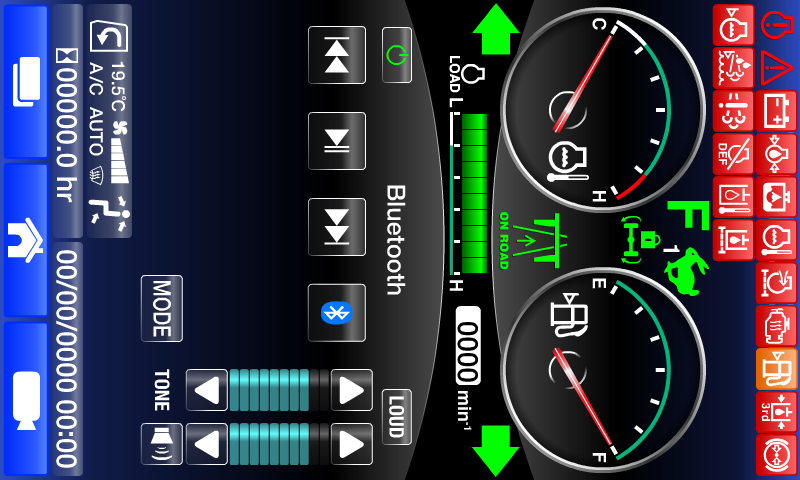 3rd
DEF
F
1
C H
E F
ON ROAD
LOAD L H
0000 min-1
Bluetooth
LOUD
MODE
TONE
19.5°C
A/C AUTO
00000.0 hr
00/00/0000 00:00